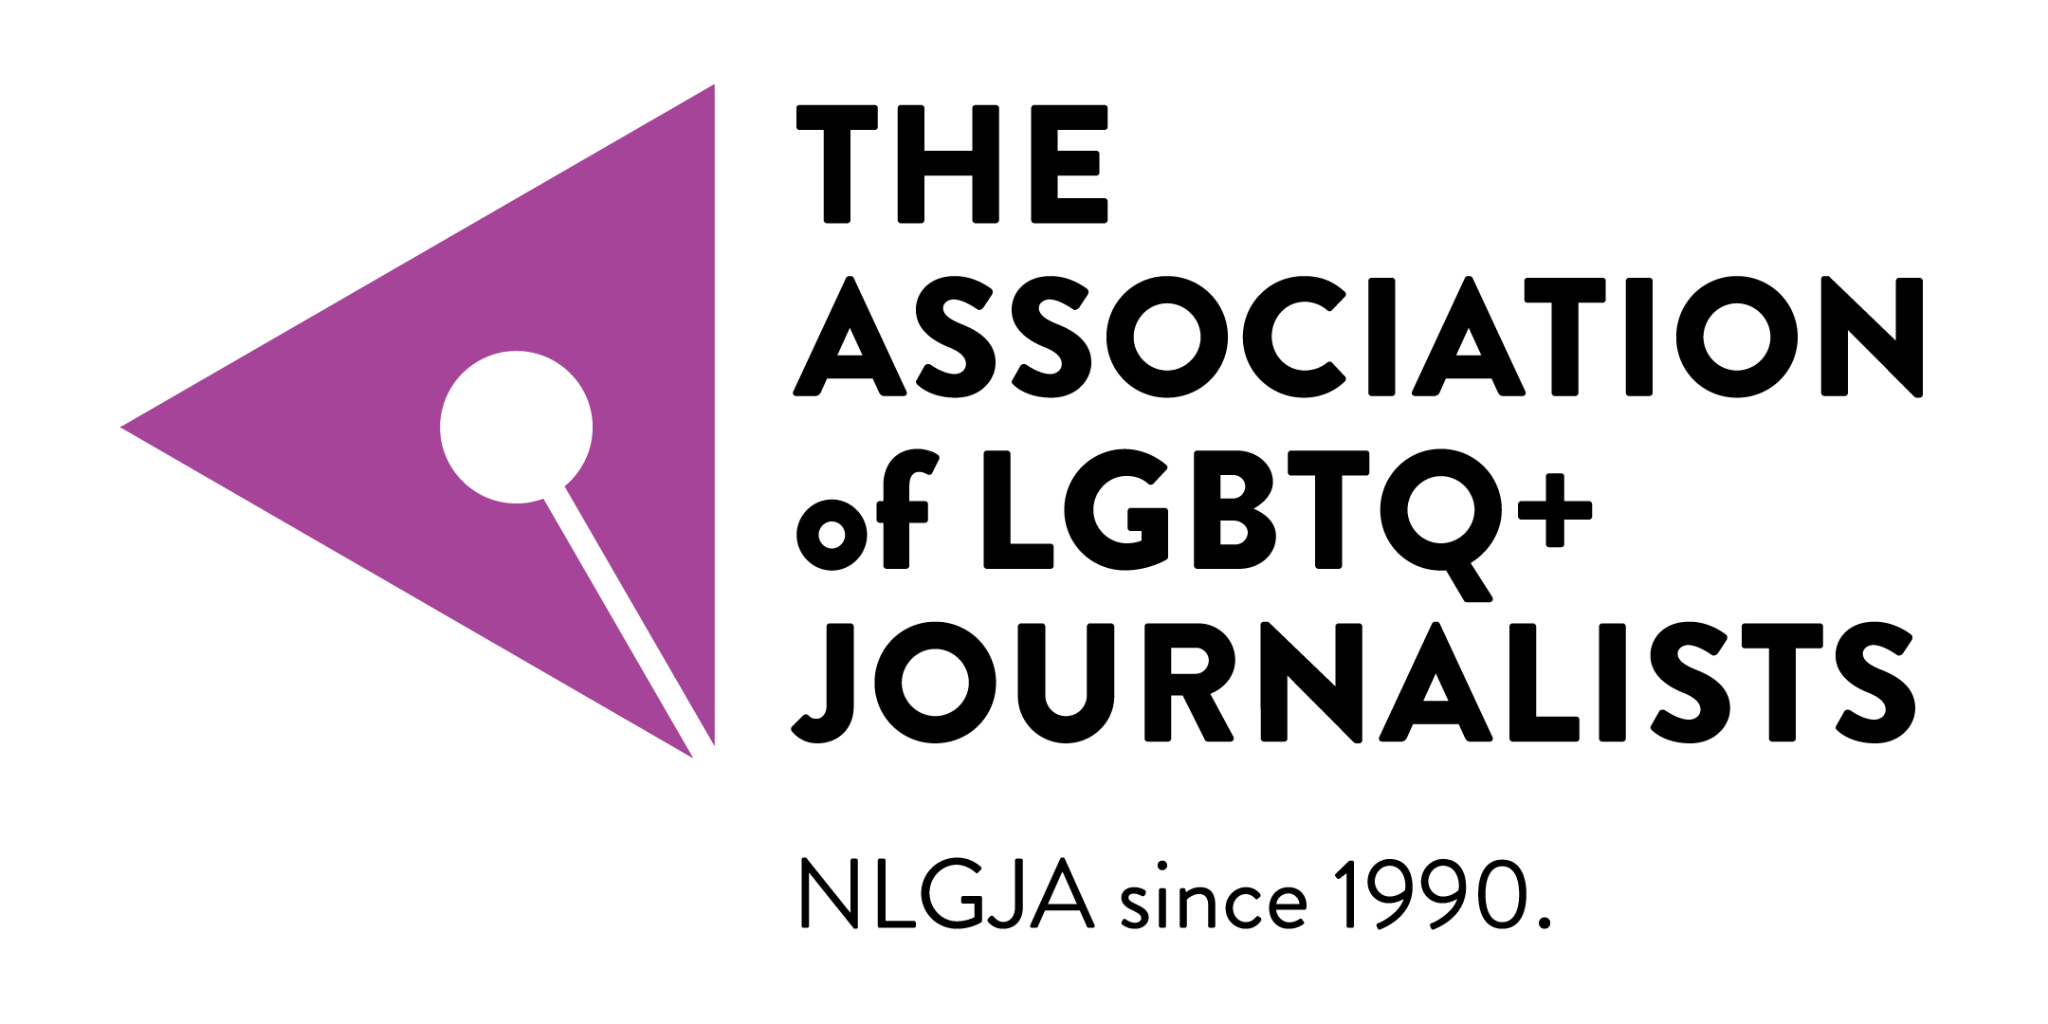 THE
ASSOCIATION
of LGBTQ+
JOURNALISTS
NLGJA since 1990.